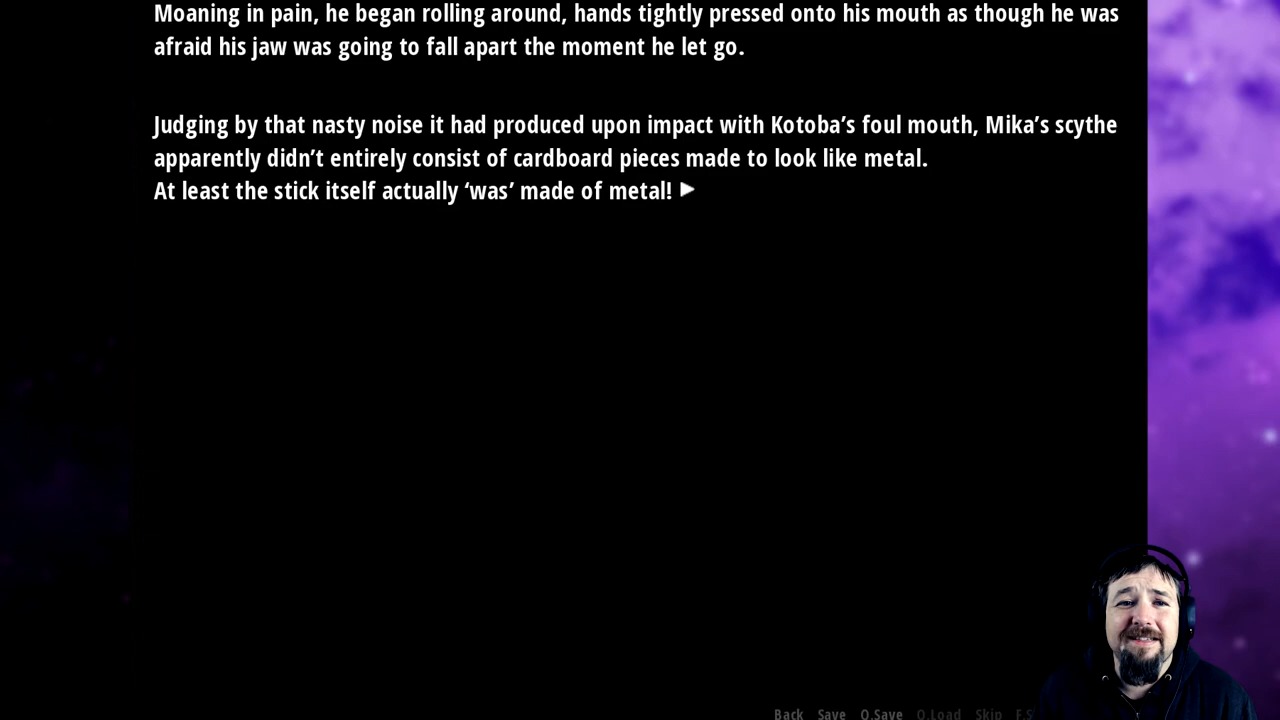 Moaning in pain, he began rolling around, hands tightly pressed onto his mouth as though he was
afraid his jaw was going to fall apart the moment he let go.
Judging by that nasty noise it had produced upon impact with Kotoba’s foul mouth, Mika’s scythe
apparently didn’t entirely consist of cardboard pieces made to look like metal.
At least the stick itself actually ‘was’ made of metal!
Back Save Q.Save Q.Load Skip F.S